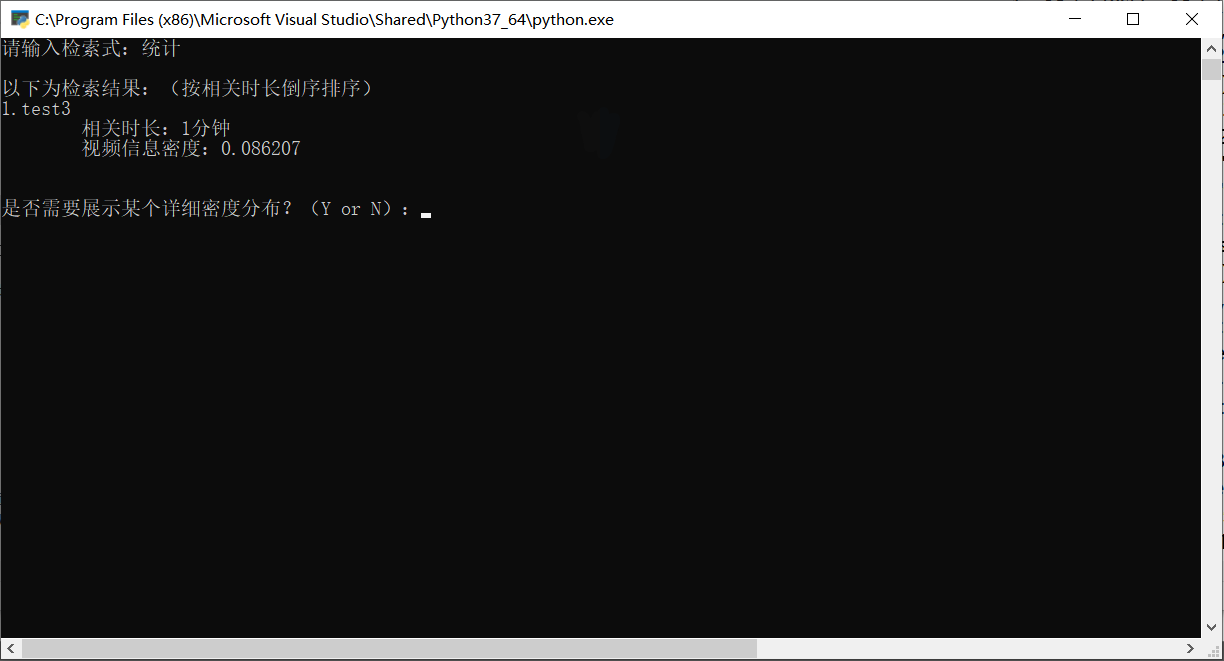 C:\Program Files (x86)\Microsoft Visual Studio\Shared\Python37_64\python.exe
请输入检索式：统计
以下为检索结果：（按相关时长倒序排序）
1.test3
相关时长：1分钟
视频信息密度：0.086207
是否需要展示某个详细密度分布？（Y or N）：